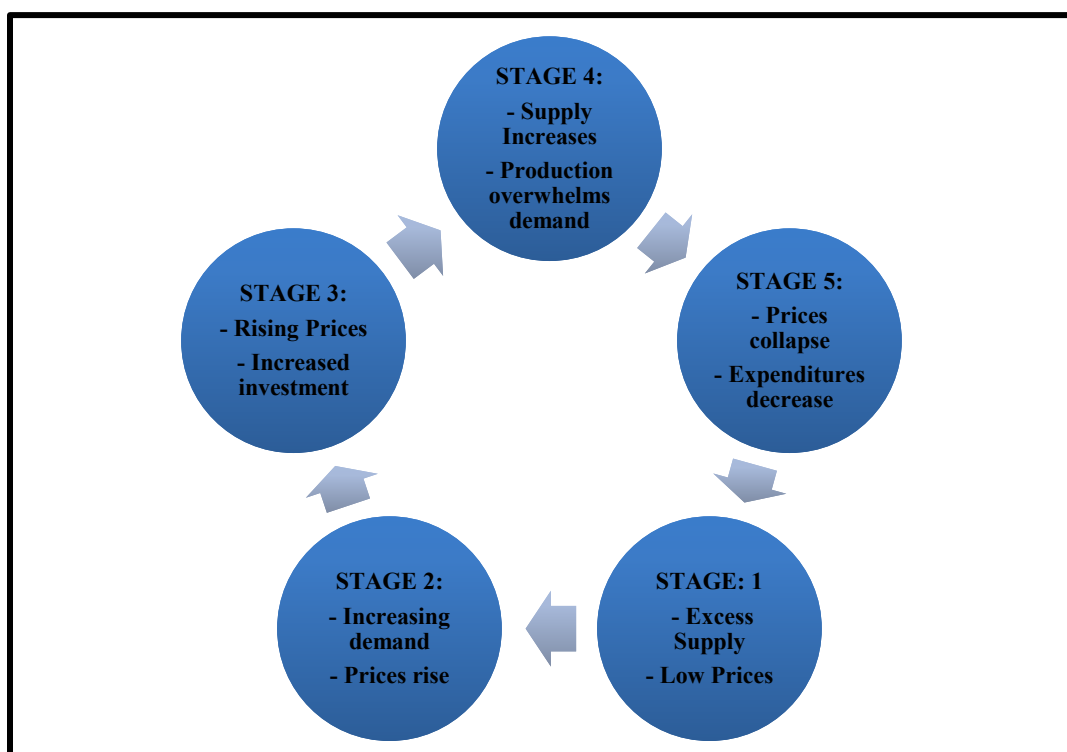 STAGE 4:
- Supply
Increases
- Production
overwhelms
demand
STAGE 3:
- Rising Prices
- Increased
investment
STAGE 5:
- Prices
collapse
- Expenditures
decrease
STAGE 2:
- Increasing
demand
- Prices rise
STAGE: 1
- Excess
Supply
- Low Prices